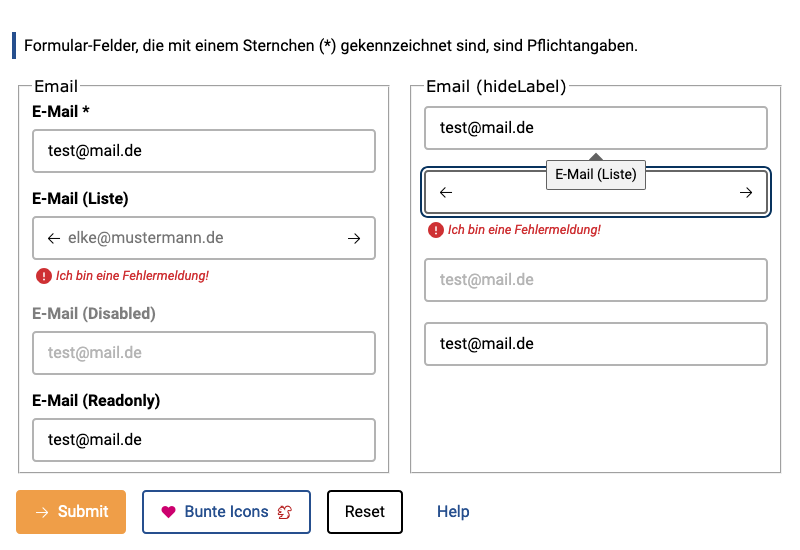 Formular-Felder, die mit einem Sternchen (*) gekennzeichnet sind, sind Pflichtangaben.
Email
E-Mail *
test@mail.de
E-Mail (Liste)
elke@mustermann.de
Ich bin eine Fehlermeldung!
E-Mail (Disabled)
test@mail.de
E-Mail (Readonly)
test@mail.de
Email (hideLabel)
test@mail.de
E-Mail (Liste)
Ich bin eine Fehlermeldung!
test@mail.de
test@mail.de
Submit
Bunte Icons
Reset
Help